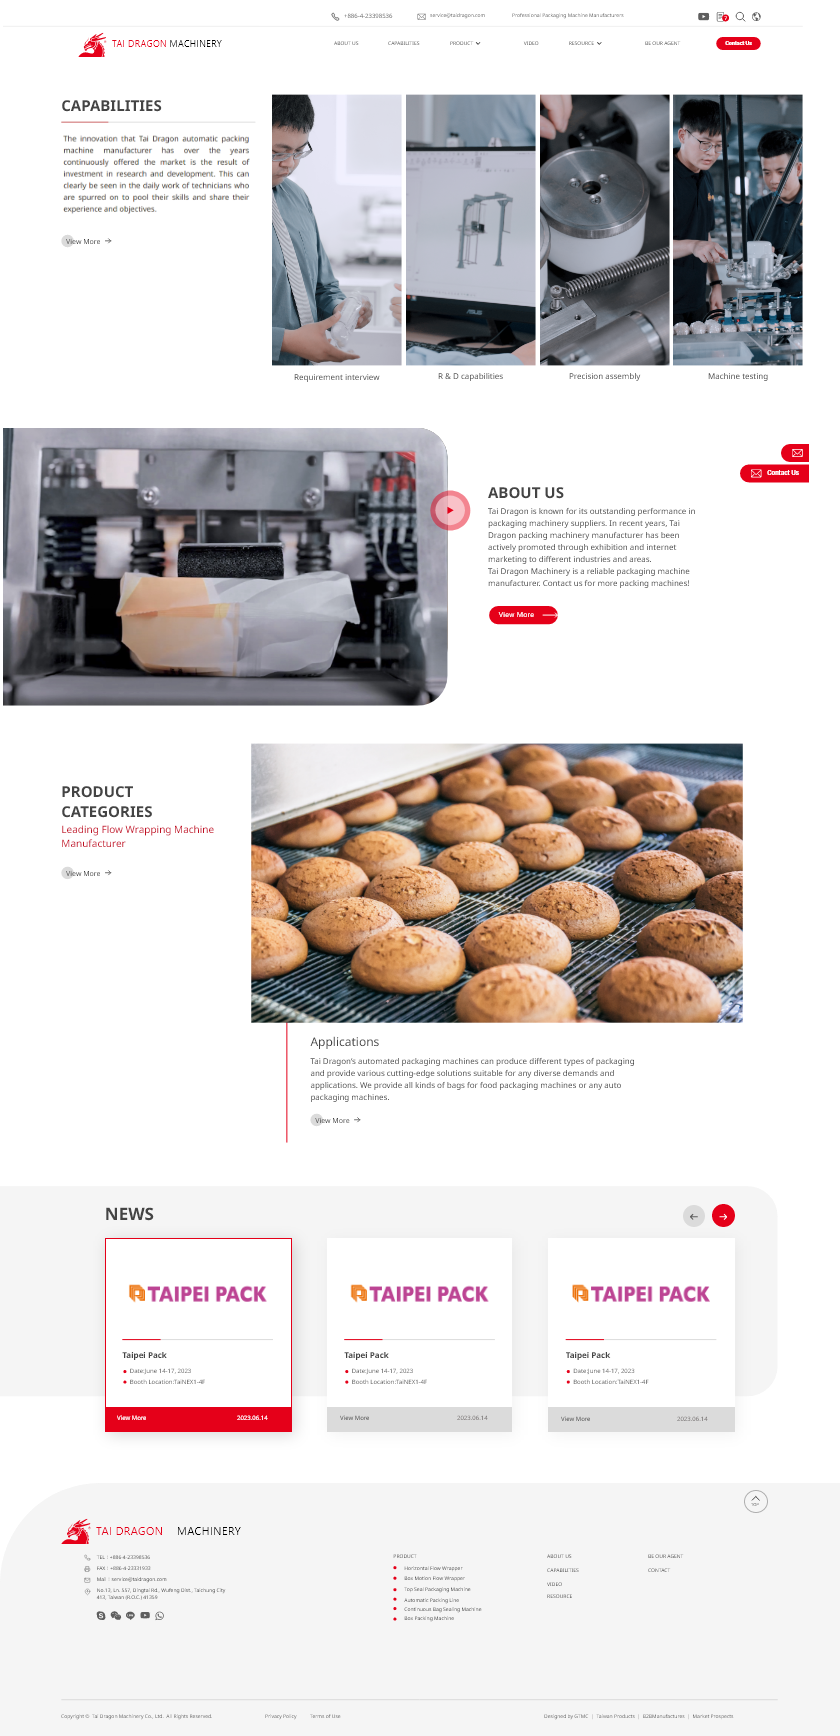 +886-4-23398536 service@taidragon.com Professional Packaging Machine Manufacturers
TAI DRAGON MACHINERY
ABOUT US CAPABILITIES PRODUCT VIDEO RESOURCE BE OUR AGENT Contact Us
CAPABILITIES
The innovation that Tai Dragon automatic packing
machine manufacturer has over the years
continuously offered the market is the result of
investment in research and development. This can
clearly be seen in the daily work of technicians who
are spurred on to pool their skills and share their
experience and objectives.
View More
ASUS
Requirement interview
R & D capabilities
Precision assembly
Machine testing
Contact Us
ABOUT US
Tai Dragon is known for its outstanding performance in
packaging machinery suppliers. In recent years, Tai
Dragon packing machinery manufacturer has been
actively promoted through exhibition and internet
marketing to different industries and areas.
Tai Dragon Machinery is a reliable packaging machine
manufacturer. Contact us for more packing machines!
View More
PRODUCT
CATEGORIES
Leading Flow Wrapping Machine
Manufacturer
View More
Applications
Tai Dragon's automated packaging machines can produce different types of packaging
and provide various cutting-edge solutions suitable for any diverse demands and
applications. We provide all kinds of bags for food packaging machines or any auto
packaging machines.
View More
NEWS
TAIPEI PACK
Taipei Pack
Date:June 14-17, 2023
Booth Location:TaiNEX1-4F
View More 2023.06.14
TAIPEI PACK
Taipei Pack
Date:June 14-17, 2023
Booth Location:TaiNEX1-4F
View More 2023.06.14
TAIPEI PACK
Taipei Pack
Date:June 14-17, 2023
Booth Location:TaiNEX1-4F
View More 2023.06.14
TOP
TAI DRAGON MACHINERY
TEL : +886-4-23398536
FAX : +886-4-23331933
Mail : service@taidragon.com
No.13, Ln. 557, Dingtai Rd., Wufeng Dist., Taichung City
413, Taiwan (R.O.C.) 41359
PRODUCT
Horizontal Flow Wrapper
Box Motion Flow Wrapper
Top Seal Packaging Machine
Automatic Packing Line
Continuous Bag Sealing Machine
Box Packing Machine
ABOUT US
CAPABILITIES
VIDEO
RESOURCE
BE OUR AGENT
CONTACT
Copyright © Tai Dragon Machinery Co., Ltd. All Rights Reserved. Privacy Policy Terms of Use Designed by GTMC | Taiwan Products | B2BManufactures | Market Prospects